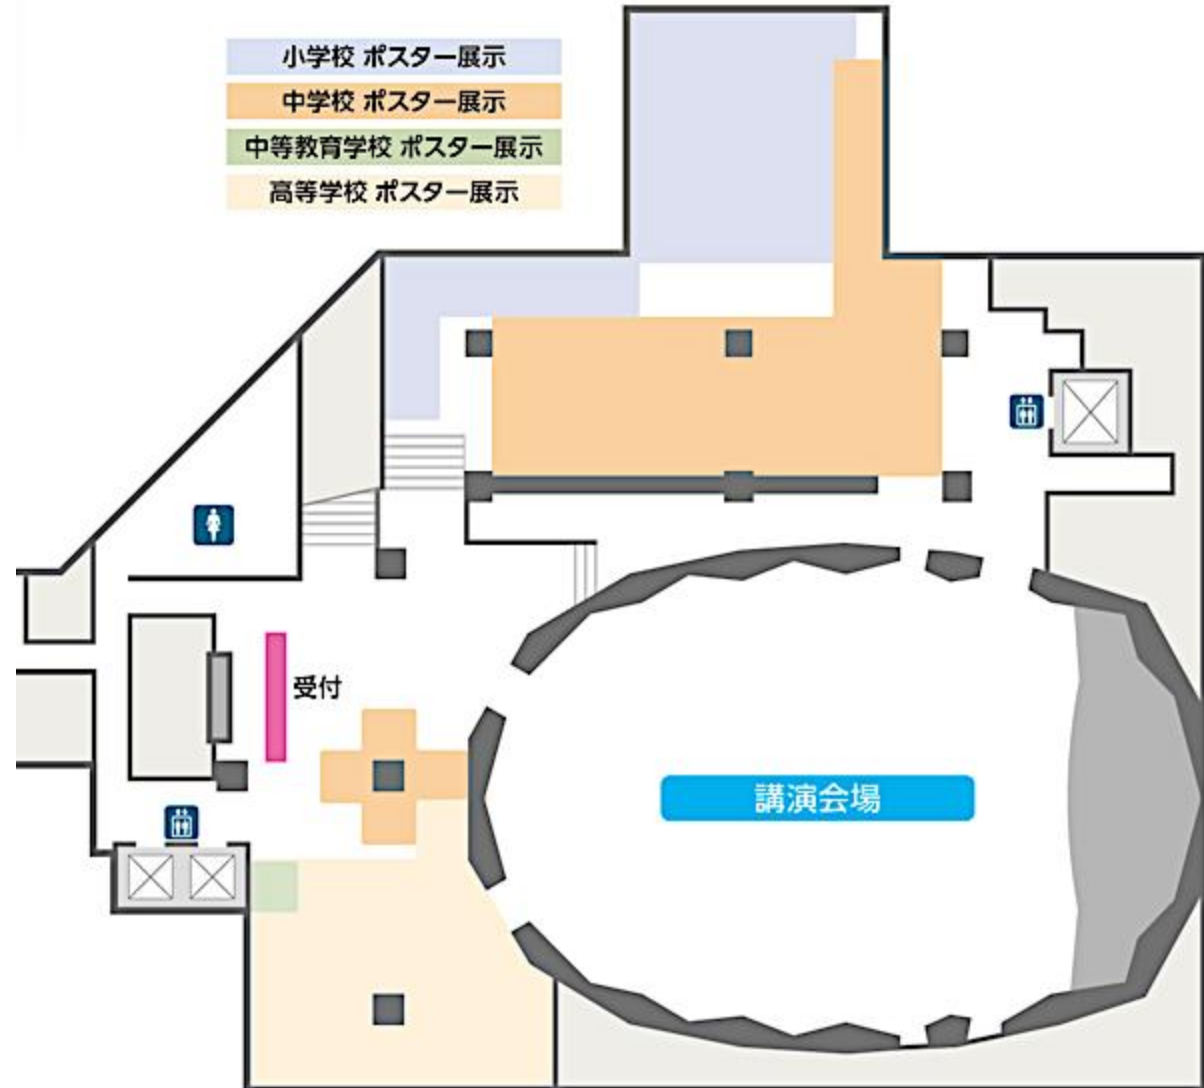 小学校 ポスター展示
中学校 ポスター展示
中等教育学校 ポスター展示
高等学校 ポスター展示
受付
講演会場